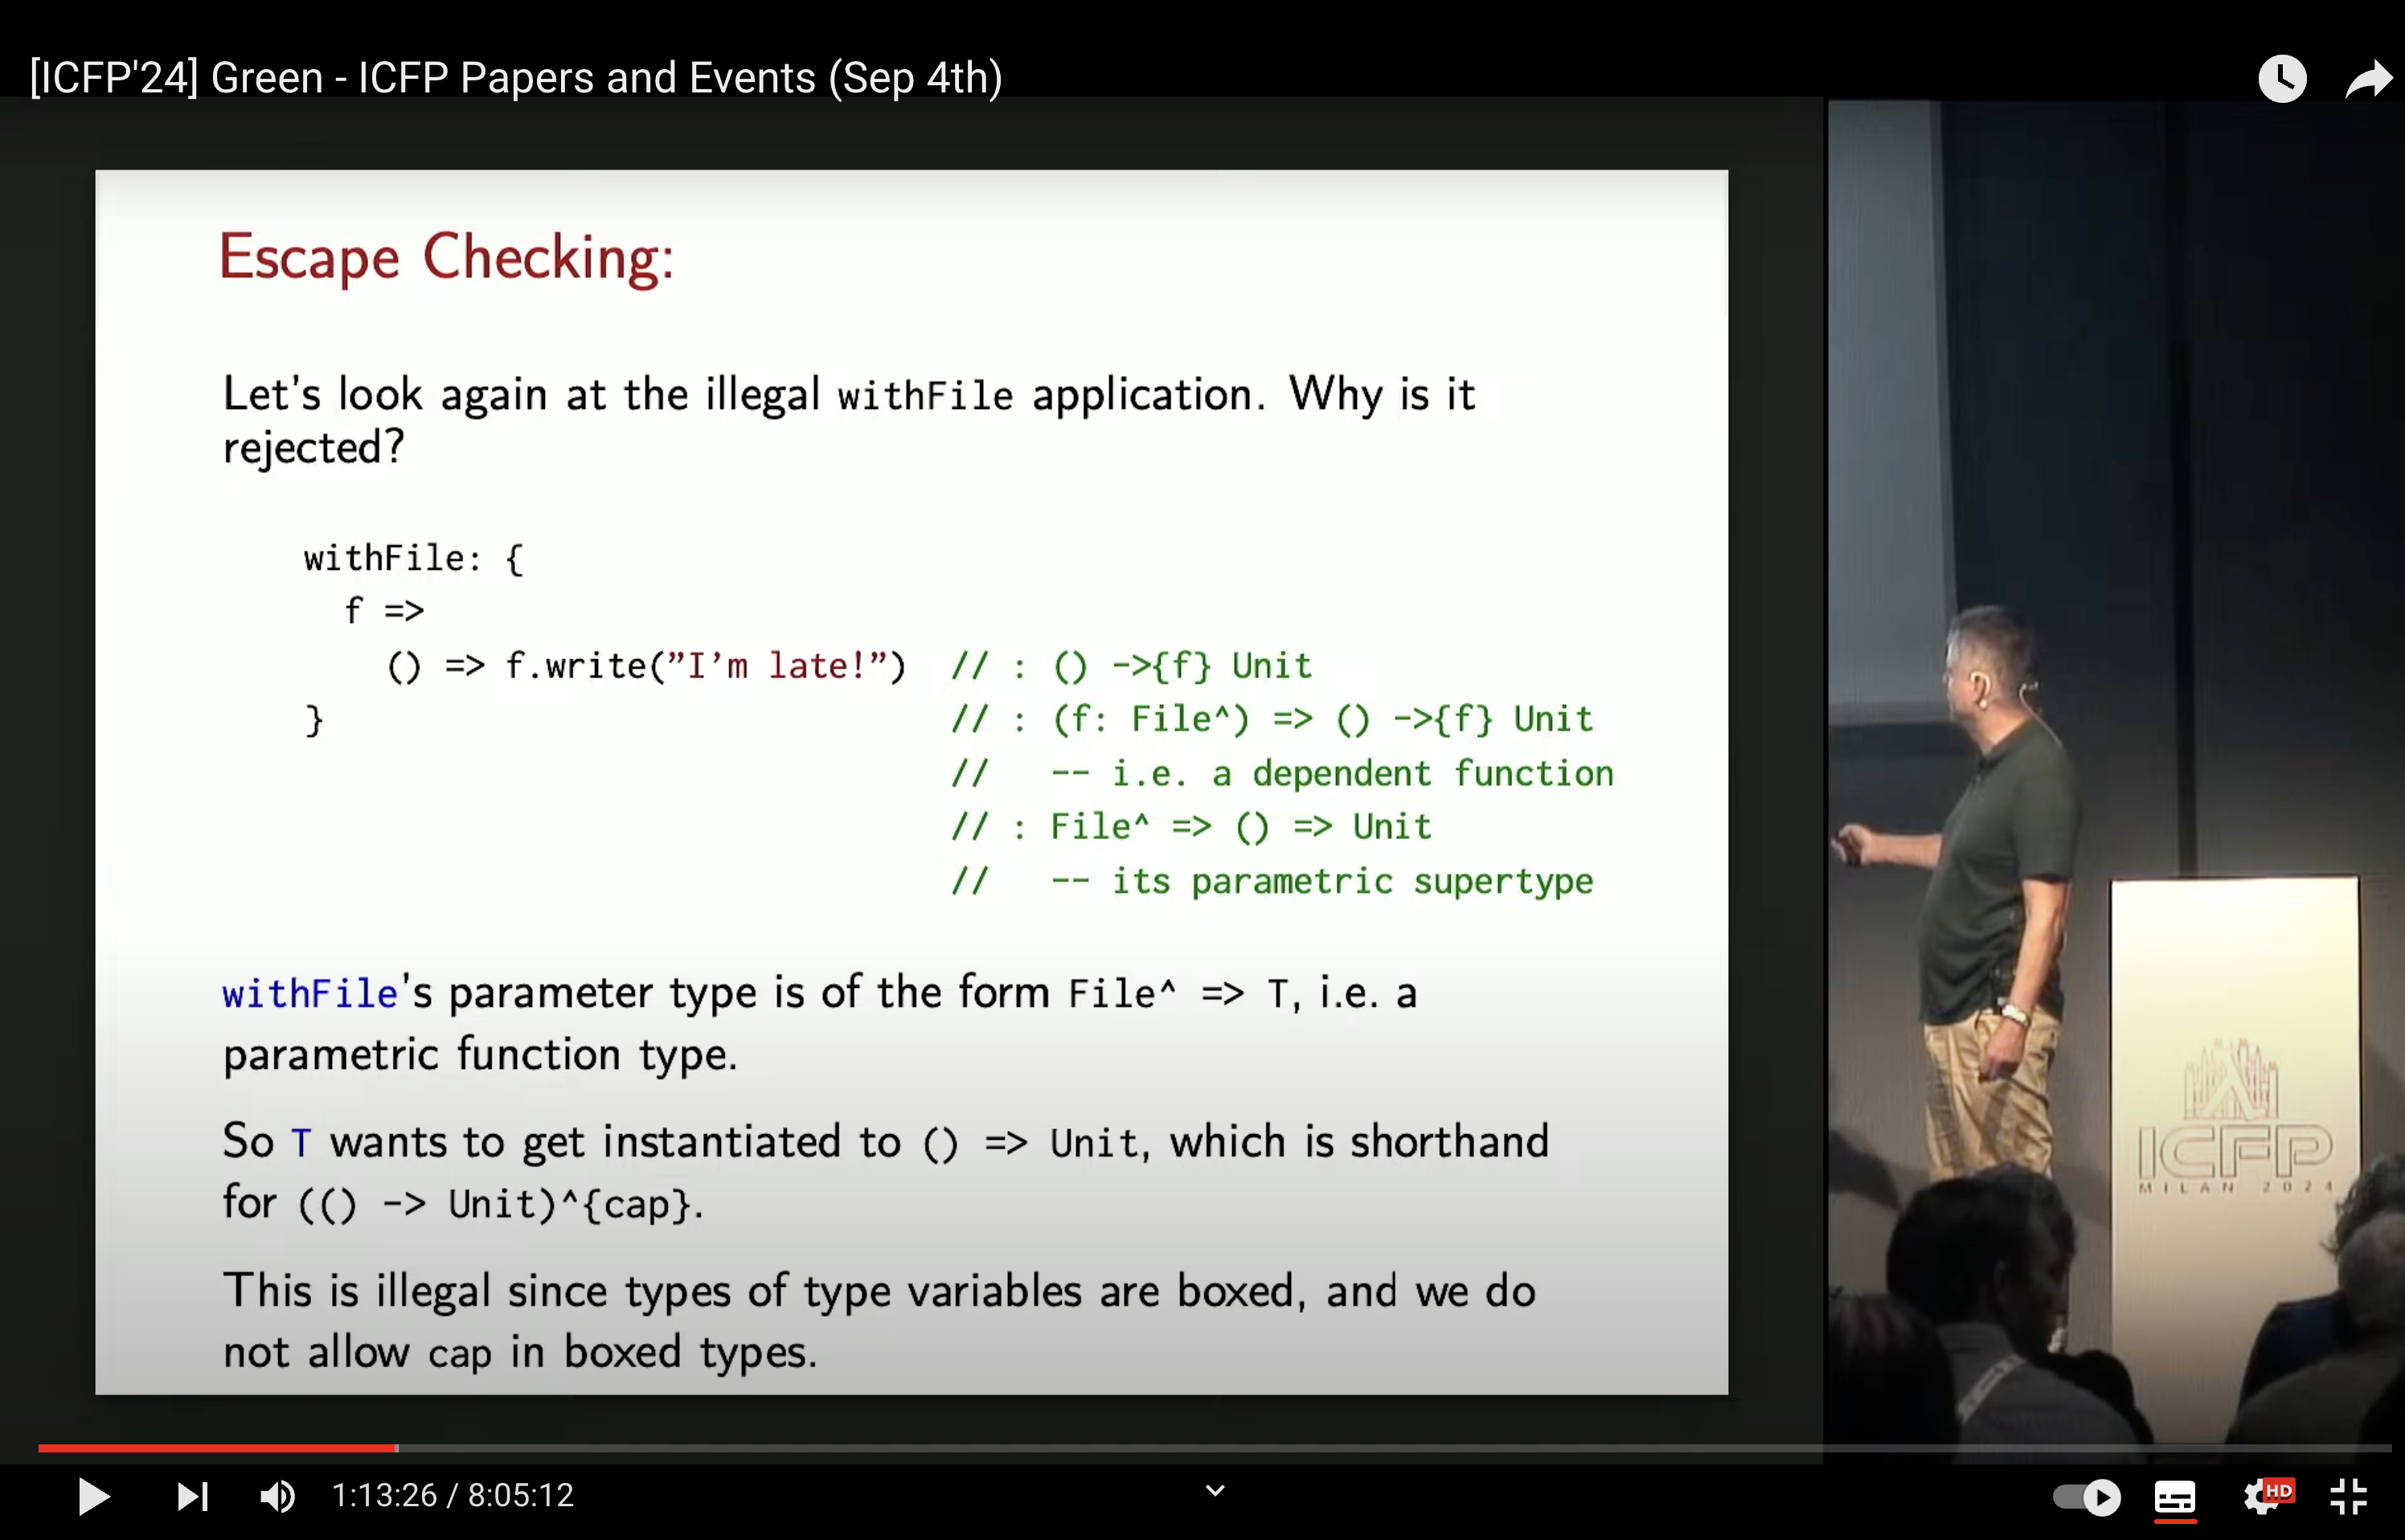 [ICFP'24] Green - ICFP Papers and Events (Sep 4th)
Escape Checking:
Let's look again at the illegal withFile application. Why is it
rejected?
withFile: {
f =>
() => f.write("I'm late!") // : () ->{f} Unit
} // : (f: File^) => () ->{f} Unit
// -- i.e. a dependent function
// : File^ => () => Unit
// -- its parametric supertype
withFile's parameter type is of the form File^ => T, i.e. a
parametric function type.
So T wants to get instantiated to () => Unit, which is shorthand
for (() -> Unit)^{cap}.
This is illegal since types of type variables are boxed, and we do
not allow cap in boxed types.
ICFP
MILAN 2024
1:13:26 / 8:05:12
HD